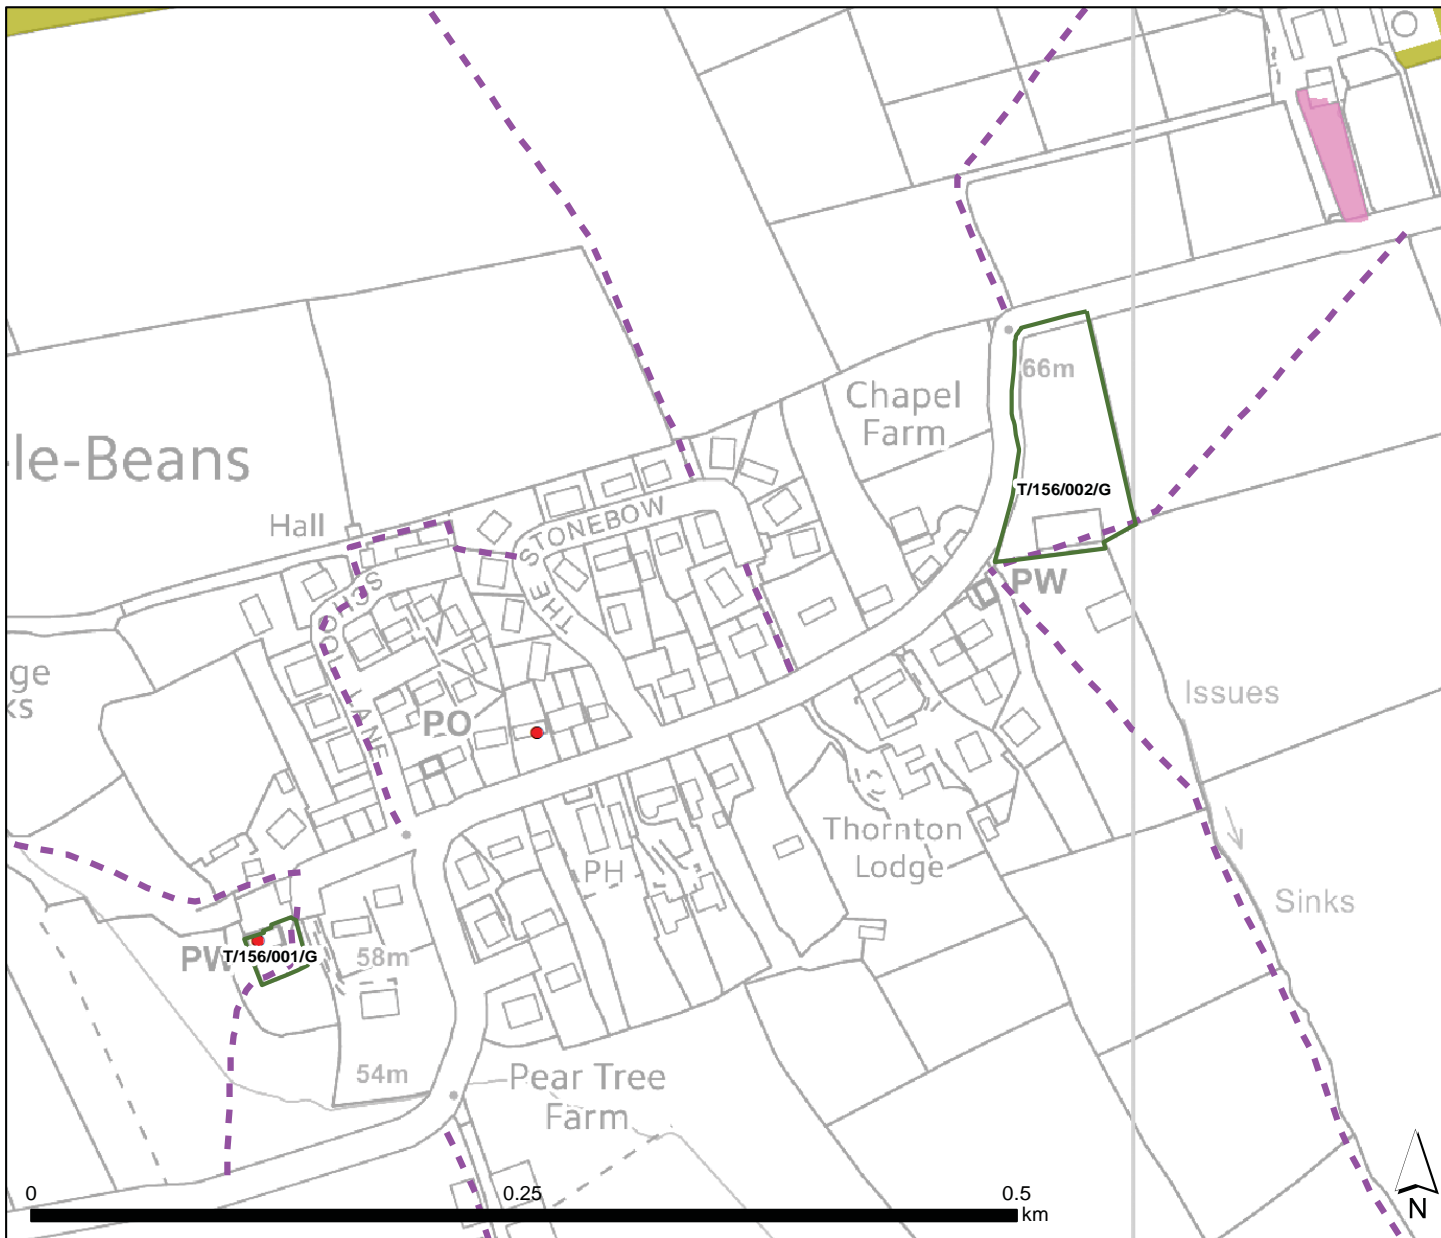 66m
Chapel
Farm
-le-Beans
T/156/002/G
Hall
THE STONEBOW
SCHOOL LANE
PW
ge
ks
Issues
PO
Thornton
Lodge
PH
Sinks
PW
T/156/001/G
58m
54m
Pear Tree
Farm
0
0.25
0.5
km
N